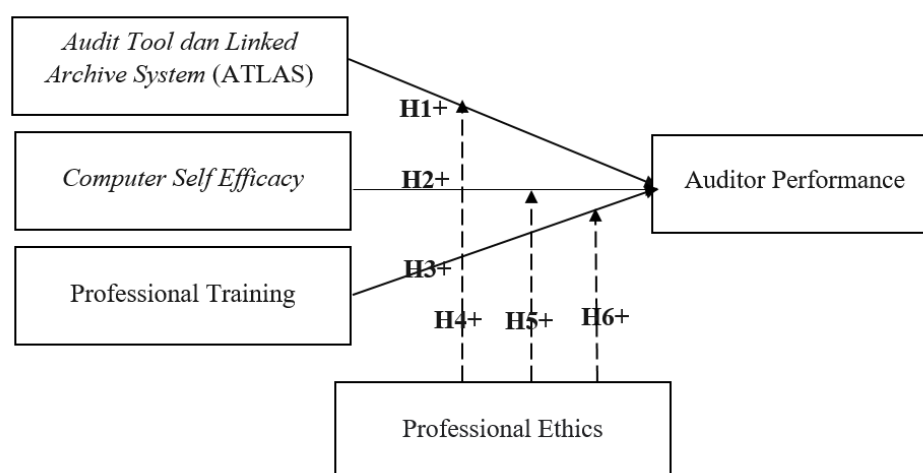 Audit Tool dan Linked
Archive System (ATLAS)
H1+
Computer Self Efficacy
H2+
Auditor Performance
Professional Training
H3+
H4+
H5+
H6+
Professional Ethics